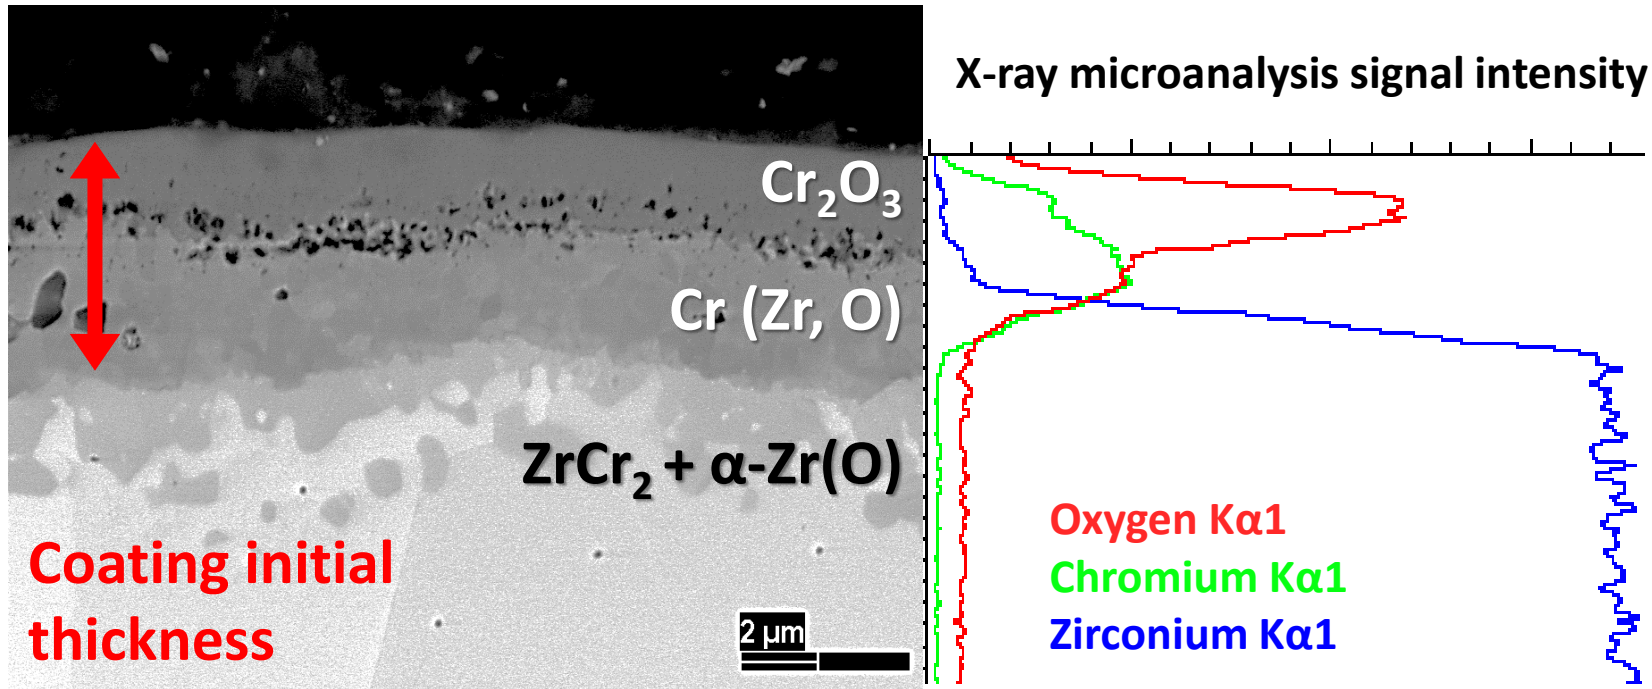 X-ray microanalysis signal intensity
Cr₂O₃
Cr (Zr, O)
ZrCr₂ + α-Zr(O)
Coating initial
thickness
2 µm
Oxygen Kα1
Chromium Kα1
Zirconium Kα1